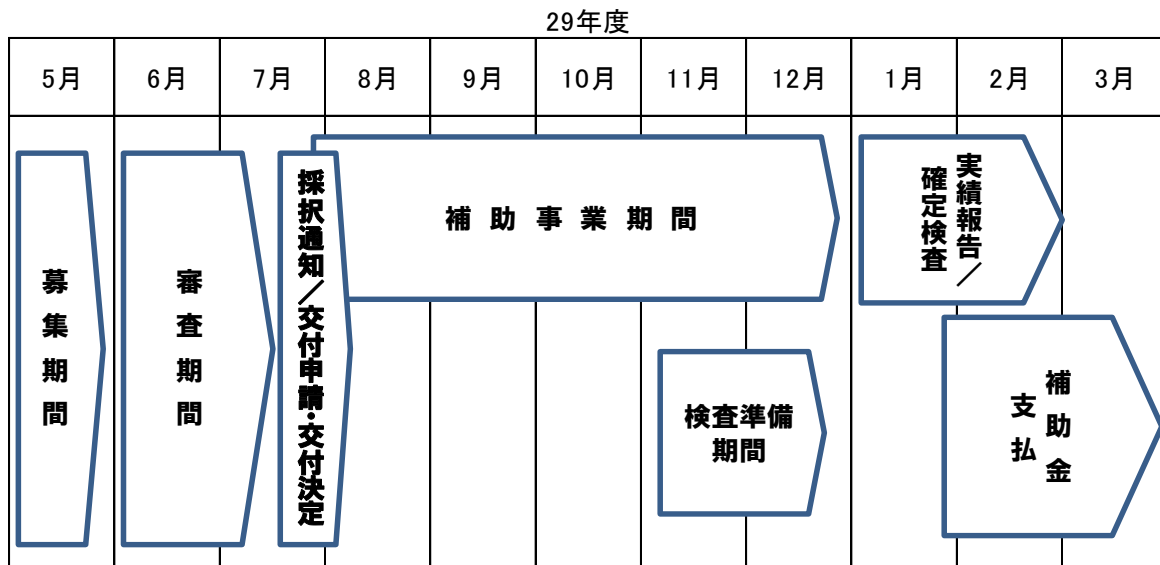 29年度
5月
6月
7月
8月
9月
10月
11月
12月
1月
2月
3月
募集期間
審査期間
採択通知／交付申請・交付決定
補助事業期間
実績報告／
確定検査
検査準備
期間
補助金
支払